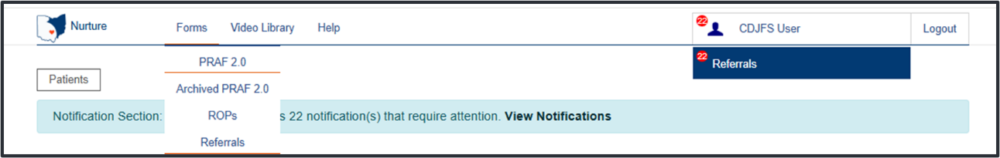 Nurture Forms Video Library Help 22 CDJFS User Logout
PRAF 2.0 22 Referrals
Patients
Archived PRAF 2.0
Notification Section: s 22 notification(s) that require attention. View Notifications
ROPs
Referrals